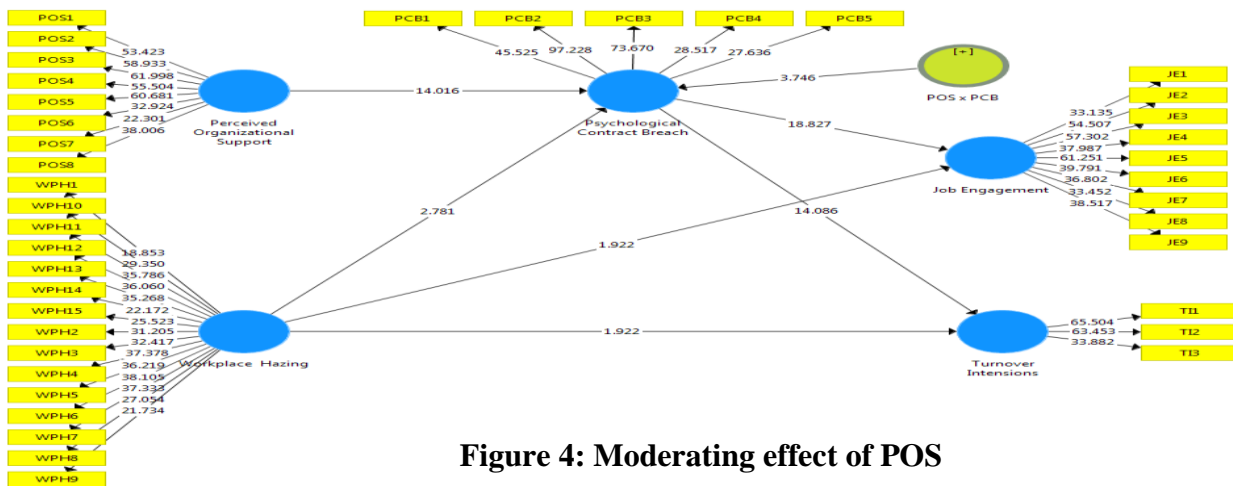 POS1
POS2
POS3
POS4
POS5
POS6
POS7
POS8
53.423
58.933
61.998
55.504
60.681
32.924
22.301
38.006
Perceived
Organizational
Support
14.016
PCB1
PCB2
PCB3
PCB4
PCB5
45.525
97.228
73.670
28.517
27.636
Psychological
Contract Breach
3.746
[+]
POS x PCB
18.827
JE1
JE2
JE3
JE4
JE5
JE6
JE7
JE8
JE9
33.135
54.507
57.302
37.987
61.251
39.791
36.802
33.452
38.517
Job Engagement
WPH1
WPH10
WPH11
WPH12
WPH13
WPH14
WPH15
WPH2
WPH3
WPH4
WPH5
WPH6
WPH7
WPH8
WPH9
18.853
29.350
35.786
36.060
35.268
22.172
25.523
31.205
32.417
37.378
36.219
38.105
37.333
27.054
21.734
Workplace Hazing
2.781
1.922
14.086
1.922
Turnover
Intensions
65.504
63.453
33.882
TI1
TI2
TI3
Figure 4: Moderating effect of POS